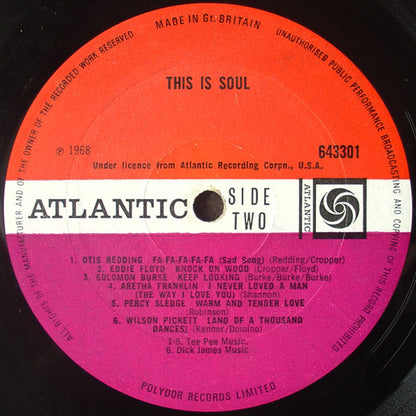 MADE IN Gt. BRITAIN
ALL RIGHTS OF THE MANUFACTURER AND OF THE OWNER OF THE RECORDED WORK RESERVED
UNAUTHORISED PUBLIC PERFORMANCE BROADCASTING AND COPYING OF THIS RECORD PROHIBITED
THIS IS SOUL
℗ 1968
643301
Under licence from Atlantic Recording Corpn., U.S.A.
ATLANTIC
SIDE
TWO
ATLANTIC
1. OTIS REDDING FA-FA-FA-FA-FA (Sad Song) (Redding/Cropper)
2. EDDIE FLOYD KNOCK ON WOOD (Cropper/Floyd)
3. SOLOMON BURKE KEEP LOOKING (Burke/Burke/Burke)
4. ARETHA FRANKLIN I NEVER LOVED A MAN
(THE WAY I LOVE YOU) (Shannon)
5. PERCY SLEDGE WARM AND TENDER LOVE
(Robinson)
6. WILSON PICKETT LAND OF A THOUSAND
DANCES) (Kenner/Domino)
1-5. Tee Pee Music.
6. Dick James Music
POLYDOR RECORDS LIMITED